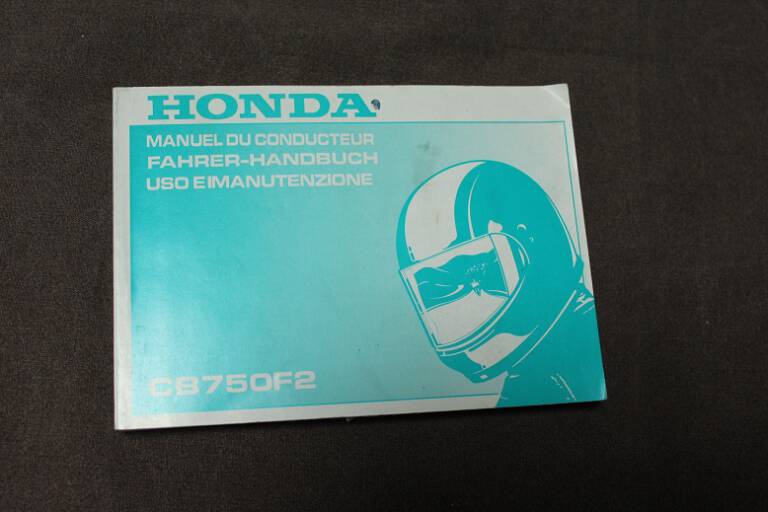 HONDA
MANUEL DU CONDUCTEUR
FAHRER-HANDBUCH
USO E MANUTENZIONE
CB750F2